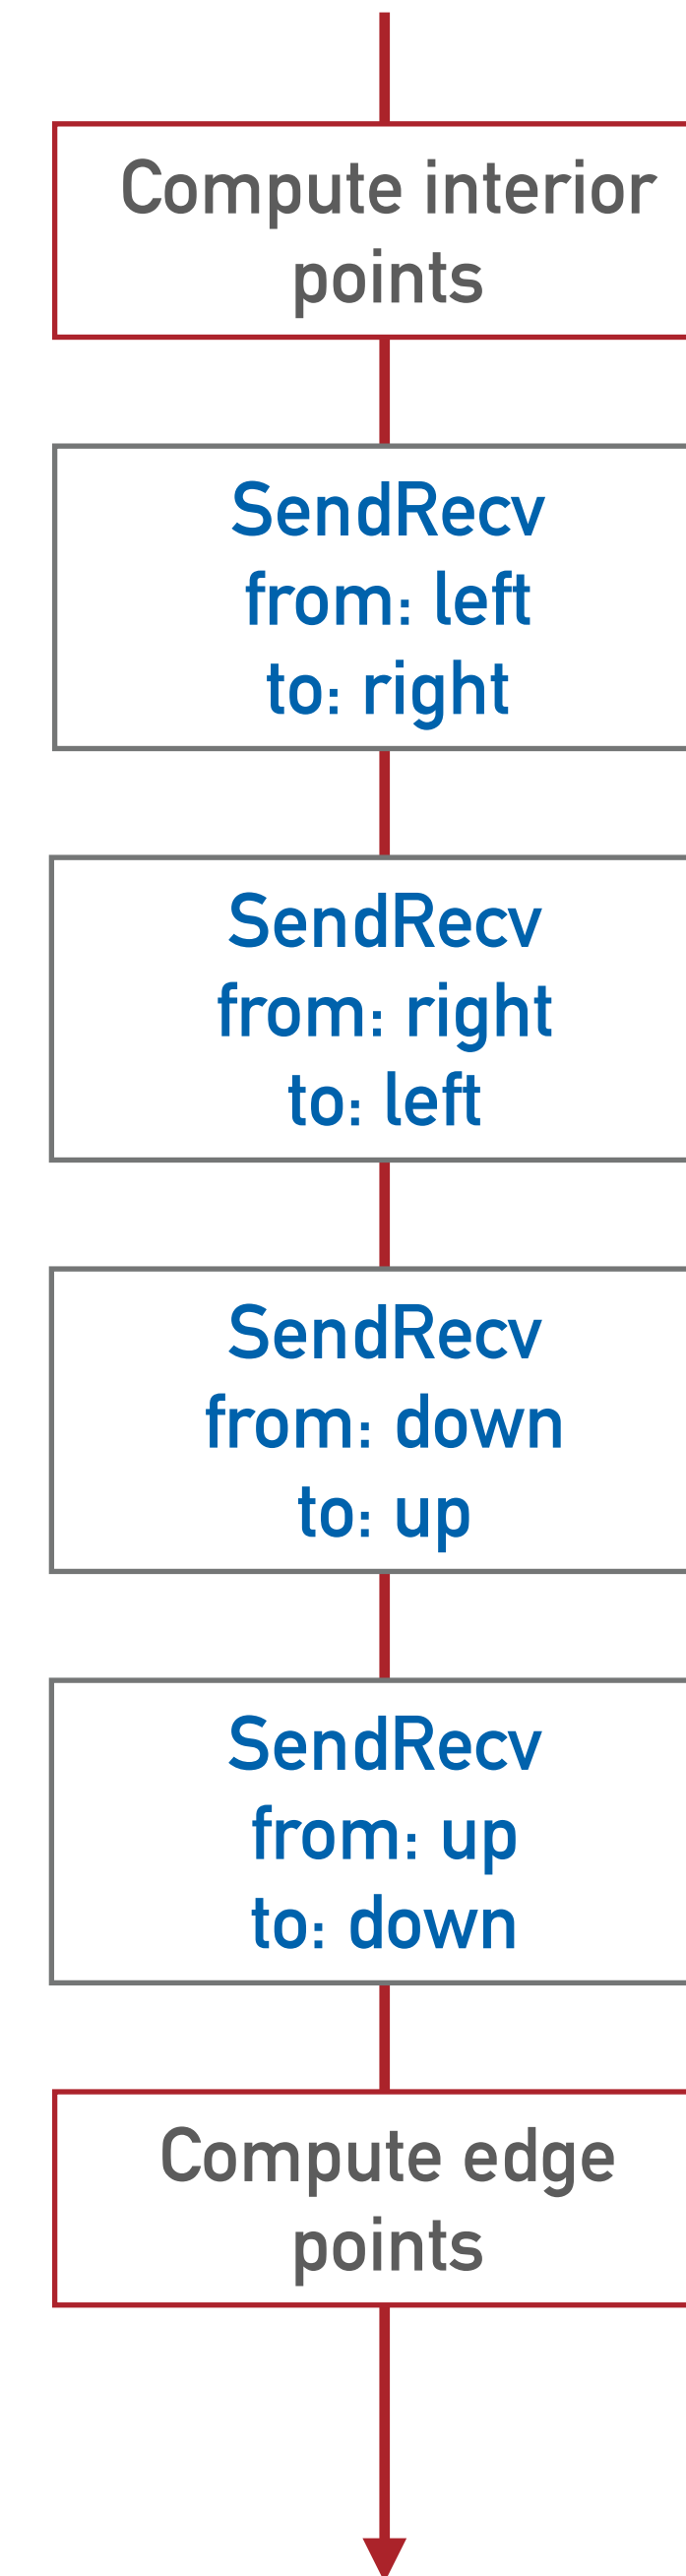 Compute interior
points
SendRecv
from: left
to: right
SendRecv
from: right
to: left
SendRecv
from: down
to: up
SendRecv
from: up
to: down
Compute edge
points